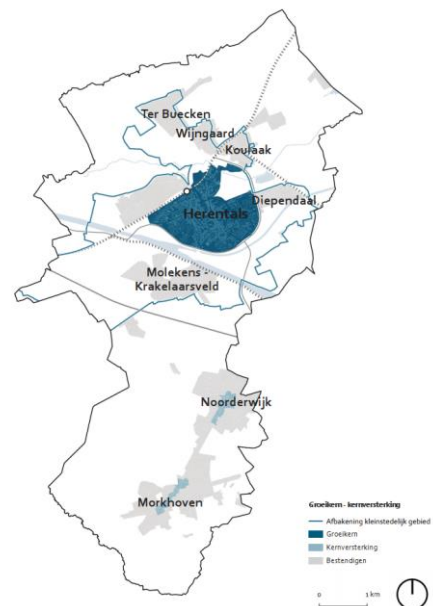 Ter Buecken
Wijngaard
Koulaak
Diependaal
Herentals
Molekens -
Krakelaarsveld
Noorderwijk
Morkhoven
Groeikern - kernversterking
Afbakening kleinstedelijk gebied
Groeikern
Kernversterking
Bestendigen
0 1 km